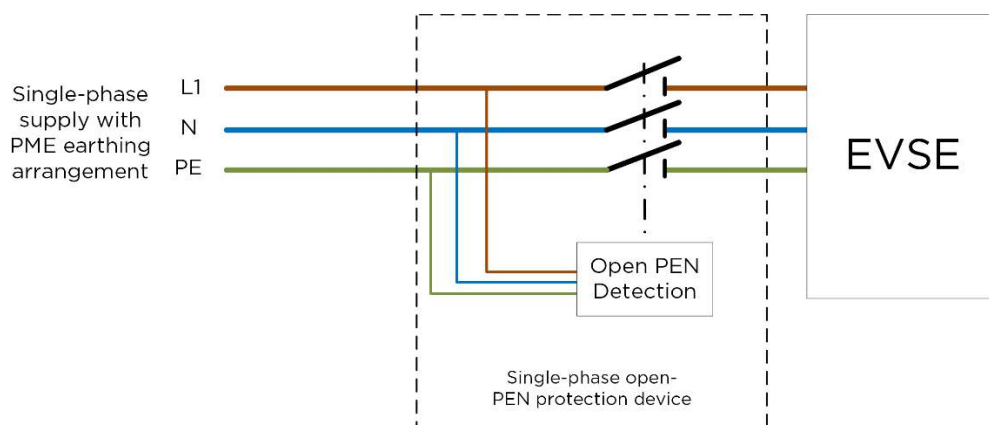 Single-phase
supply with
PME earthing
arrangement
L1
N
PE
EVSE
Open PEN
Detection
Single-phase open-
PEN protection device